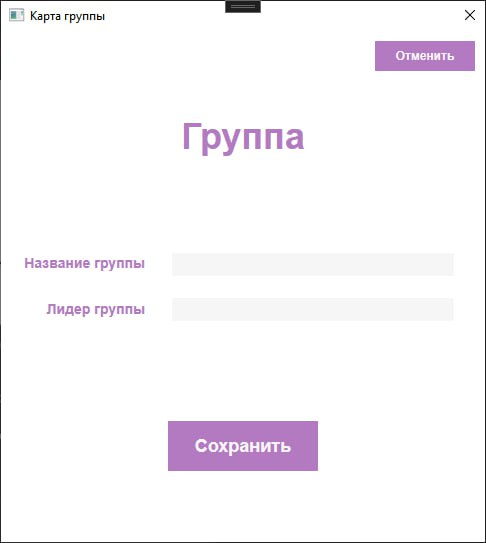 Карта группы
Отменить
Группа
Название группы
Лидер группы
Сохранить